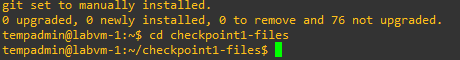 git set to manually installed.
0 upgraded, 0 newly installed, 0 to remove and 76 not upgraded.
tempadmin@labvm-1:~$ cd checkpoint1-files
tempadmin@labvm-1:~/checkpoint1-files$